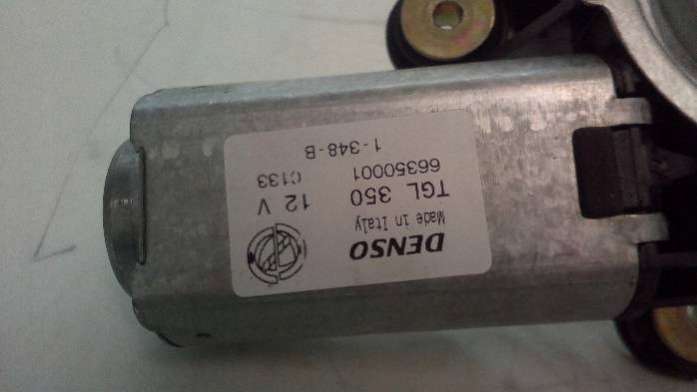 DENSO
Made in Italy
TGL 350 12 V
66350001 C133
1-348-B